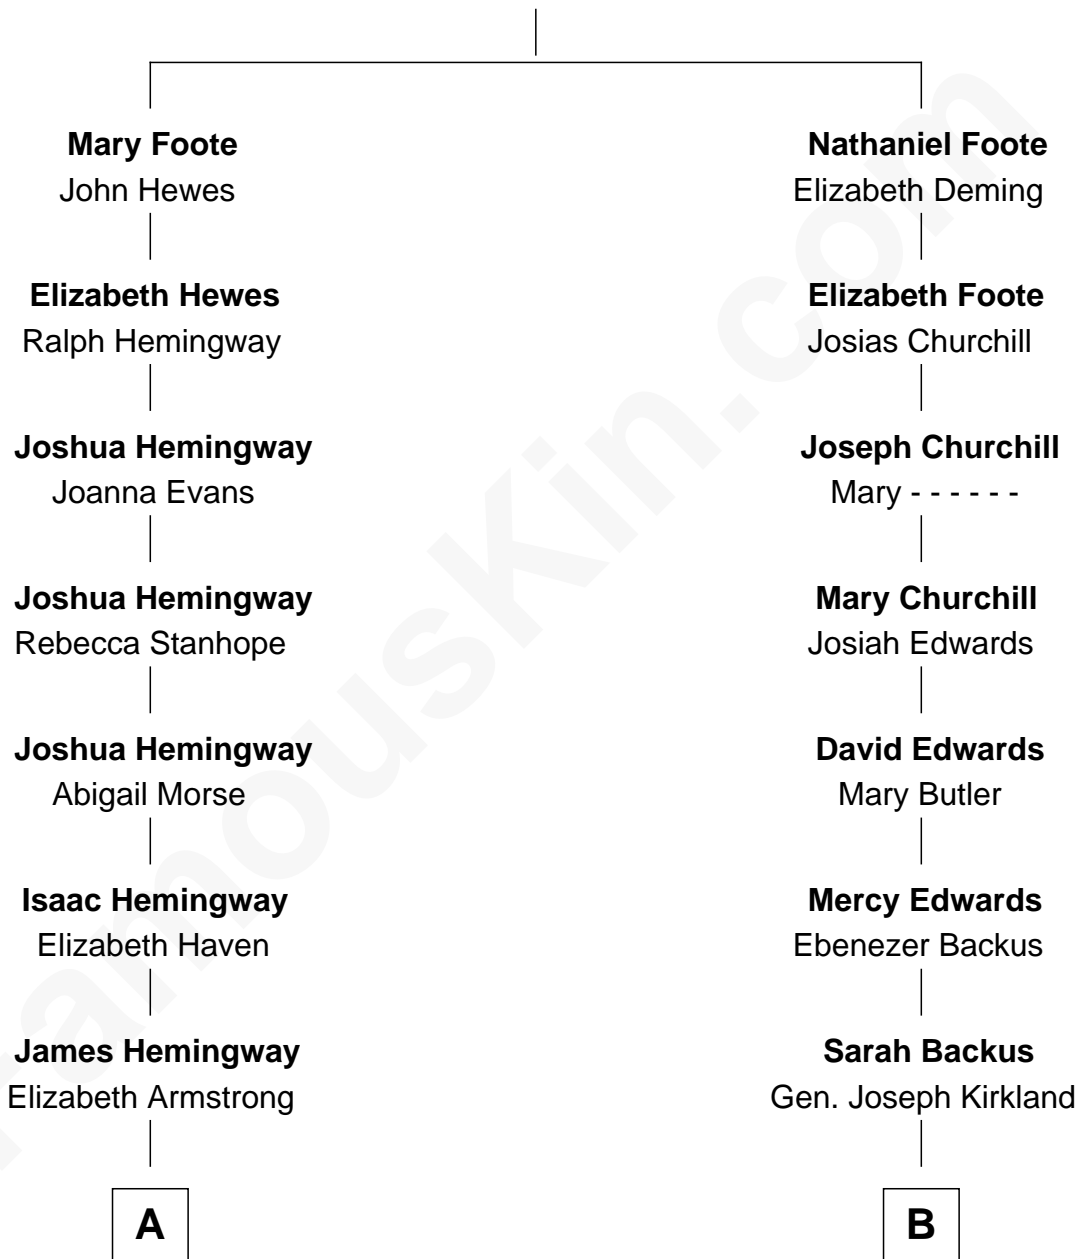 Mary Foote
John Hewes
Elizabeth Hewes
Ralph Hemingway
Joshua Hemingway
Joanna Evans
Joshua Hemingway
Rebecca Stanhope
Joshua Hemingway
Abigail Morse
Isaac Hemingway
Elizabeth Haven
James Hemingway
Elizabeth Armstrong
A
Nathaniel Foote
Elizabeth Deming
Elizabeth Foote
Josias Churchill
Joseph Churchill
Mary - - - - - -
Mary Churchill
Josiah Edwards
David Edwards
Mary Butler
Mercy Edwards
Ebenezer Backus
Sarah Backus
Gen. Joseph Kirkland
B
FamousKin.com